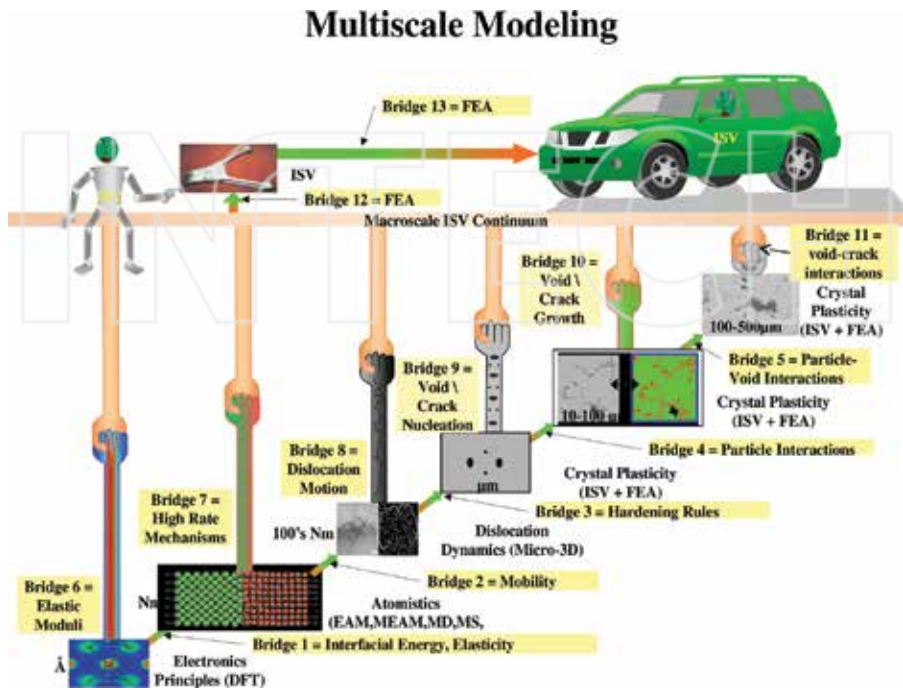 Multiscale Modeling
Bridge 13 = FEA
ISV
ISV
Bridge 12 = FEA
Macroscale ISV Continuum
INTECH
Bridge 11 =
void-crack
interactions
Bridge 10 =
Void \
Crack
Growth
Crystal
Plasticity
(ISV + FEA)
100-500µm
Bridge 9 =
Void \
Crack
Nucleation
Bridge 5 = Particle-
Void Interactions
10-100 µ
Crystal Plasticity
(ISV + FEA)
Bridge 8 =
Dislocation
Motion
Bridge 4 = Particle Interactions
µm
Crystal Plasticity
(ISV + FEA)
Bridge 7 =
High Rate
Mechanisms
Bridge 3 = Hardening Rules
100's Nm
Dislocation
Dynamics (Micro-3D)
Bridge 6 =
Elastic
Moduli
Bridge 2 = Mobility
Atomistics
(EAM,MEAM,MD,MS,
Bridge 1 = Interfacial Energy, Elasticity
Å
Electronics
Principles (DFT)